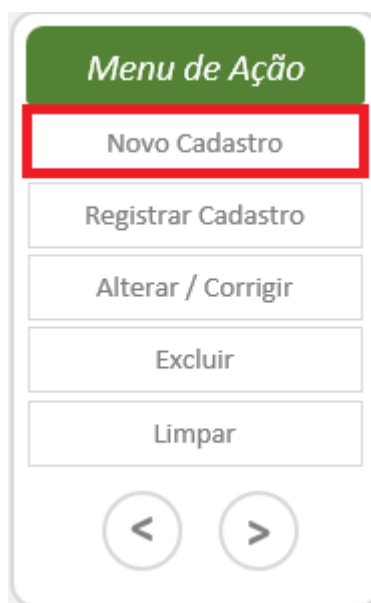 Menu de Ação
Novo Cadastro
Registrar Cadastro
Alterar / Corrigir
Excluir
Limpar
< >